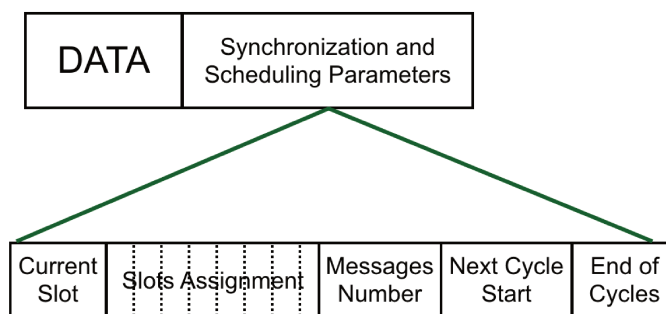 DATA
Synchronization and
Scheduling Parameters
Current
Slot
Slots Assignment
Messages
Number
Next Cycle
Start
End of
Cycles